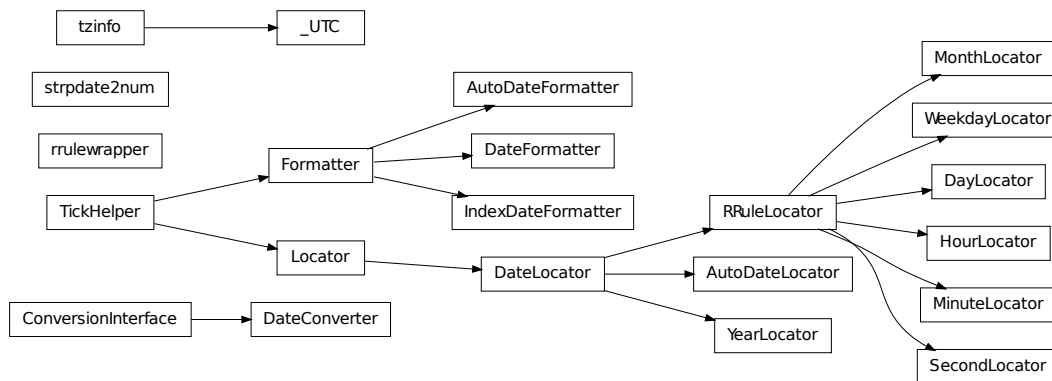 tzinfo
_UTC
strpdate2num
rrulewrapper
TickHelper
Formatter
Locator
AutoDateFormatter
DateFormatter
IndexDateFormatter
DateLocator
RRuleLocator
AutoDateLocator
YearLocator
MonthLocator
WeekdayLocator
DayLocator
HourLocator
MinuteLocator
SecondLocator
ConversionInterface
DateConverter